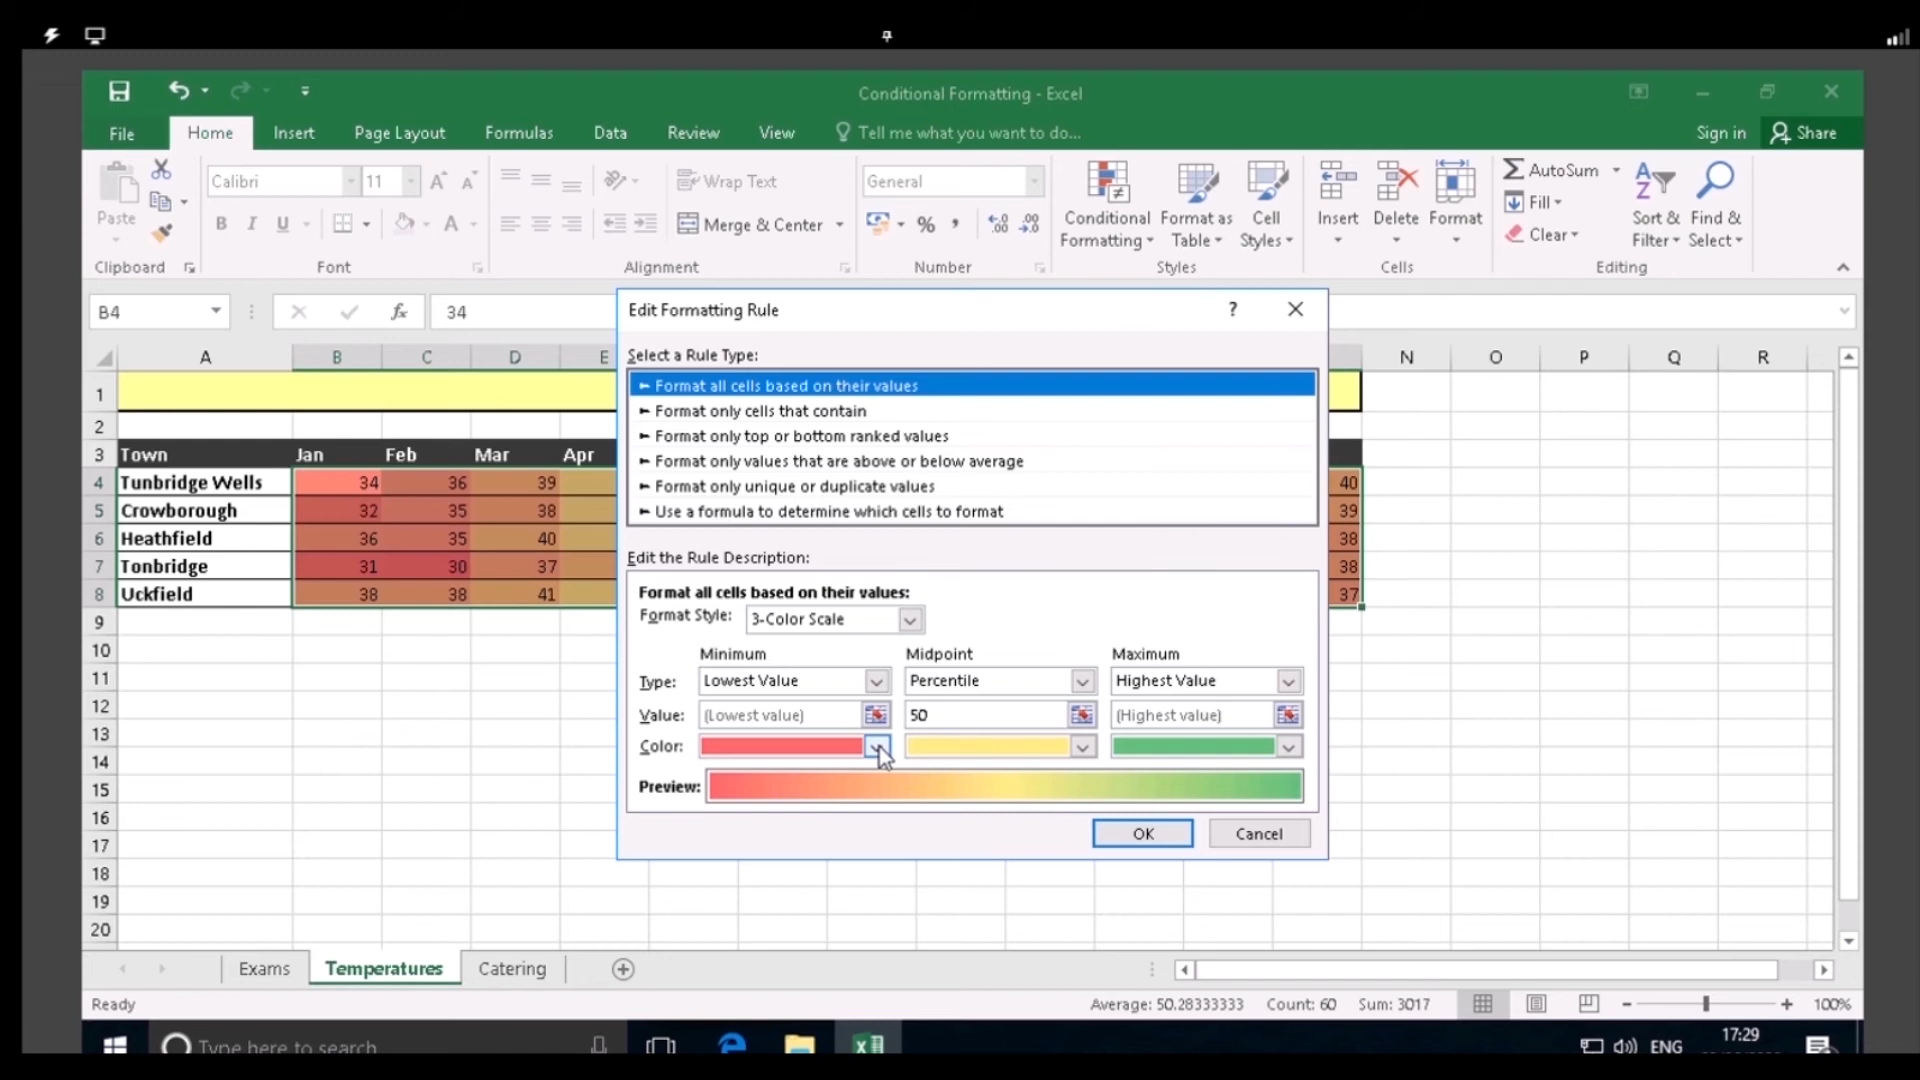 Conditional Formatting - Excel
File Home Insert Page Layout Formulas Data Review View Tell me what you want to do... Sign in Share
Calibri 11 Wrap Text General AutoSum
Paste Fill
B I U Merge & Center % Conditional Formatting Format as Table Cell Styles Insert Delete Format Clear Sort & Filter Find & Select
Clipboard Font Alignment Number Styles Cells Editing
B4 fx 34
Edit Formatting Rule ?
A B C D E N O P Q R
Select a Rule Type:
Format all cells based on their values
Format only cells that contain
Format only top or bottom ranked values
Format only values that are above or below average
Format only unique or duplicate values
Use a formula to determine which cells to format
1
2
3 Town Jan Feb Mar Apr
4 Tunbridge Wells 34 36 39 40
5 Crowborough 32 35 38 39
6 Heathfield 36 35 40 38
7 Tonbridge 31 30 37 38
8 Uckfield 38 38 41 37
9
10
11
12
13
14
15
16
17
18
19
20
Edit the Rule Description:
Format all cells based on their values:
Format Style: 3-Color Scale
Minimum Midpoint Maximum
Type: Lowest Value Percentile Highest Value
Value: (Lowest value) 50 (Highest value)
Color:
Preview:
OK Cancel
Exams Temperatures Catering
Ready Average: 50.28333333 Count: 60 Sum: 3017 100%
Type here to search ENG 17:29